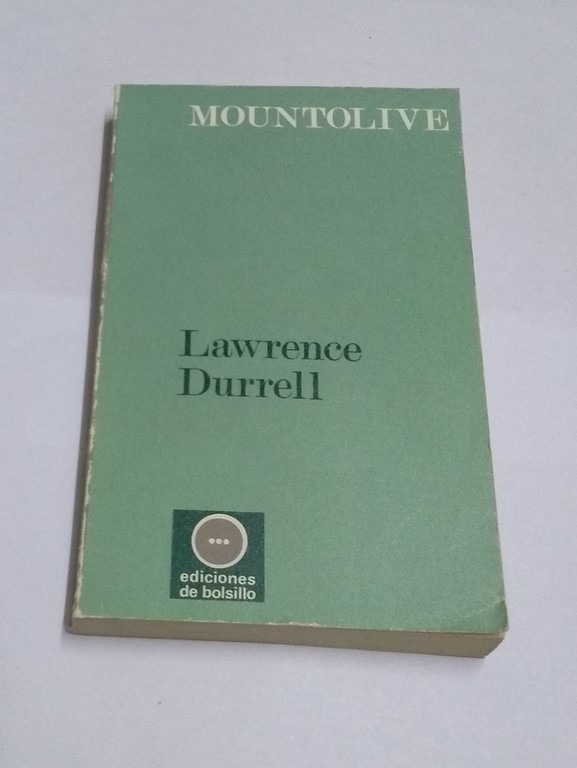 MOUNTOLIVE
Lawrence
Durrell
ediciones
de bolsillo